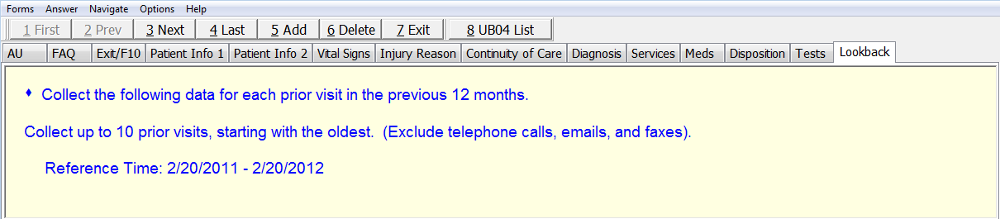 Forms Answer Navigate Options Help
1 First 2 Prev 3 Next 4 Last 5 Add 6 Delete 7 Exit 8 UB04 List
AU FAQ Exit/F10 Patient Info 1 Patient Info 2 Vital Signs Injury Reason Continuity of Care Diagnosis Services Meds Disposition Tests Lookback
♦ Collect the following data for each prior visit in the previous 12 months.
Collect up to 10 prior visits, starting with the oldest. (Exclude telephone calls, emails, and faxes).
Reference Time: 2/20/2011 - 2/20/2012